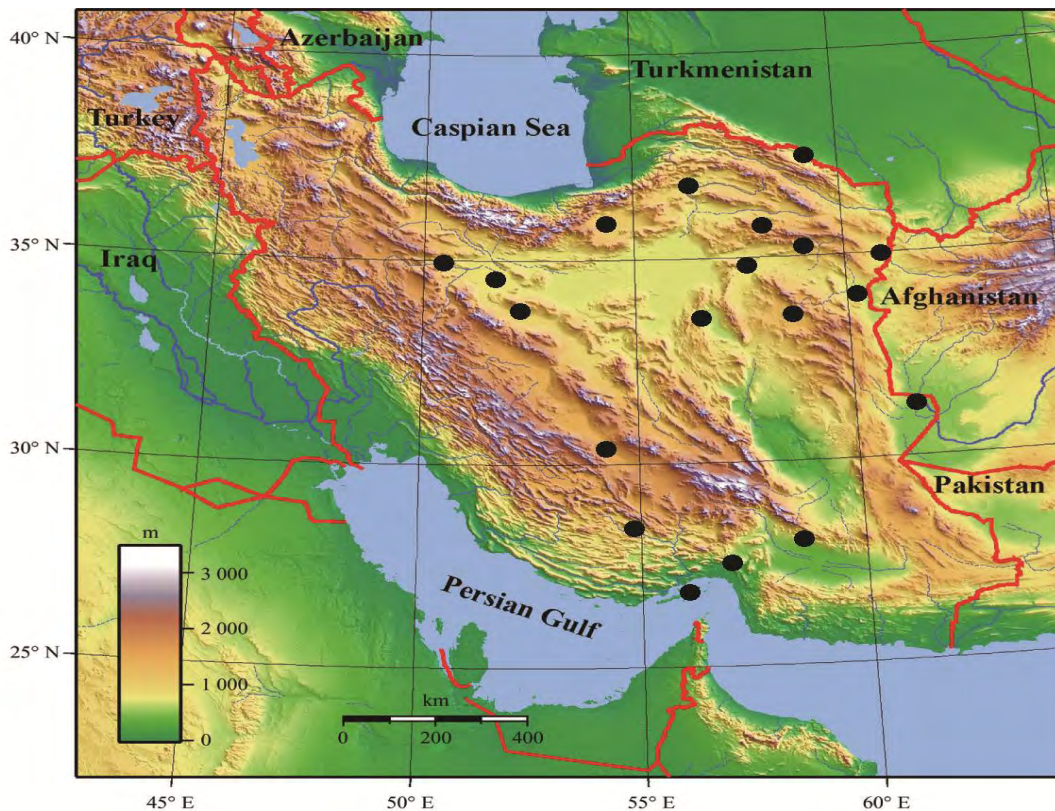 40° N
Azerbaijan
Turkmenistan
Turkey
Caspian Sea
35° N
Iraq
Afghanistan
30° N
Pakistan
m
3 000
2 000
1 000
0
Persian Gulf
25° N
km
0 200 400
45° E 50° E 55° E 60° E